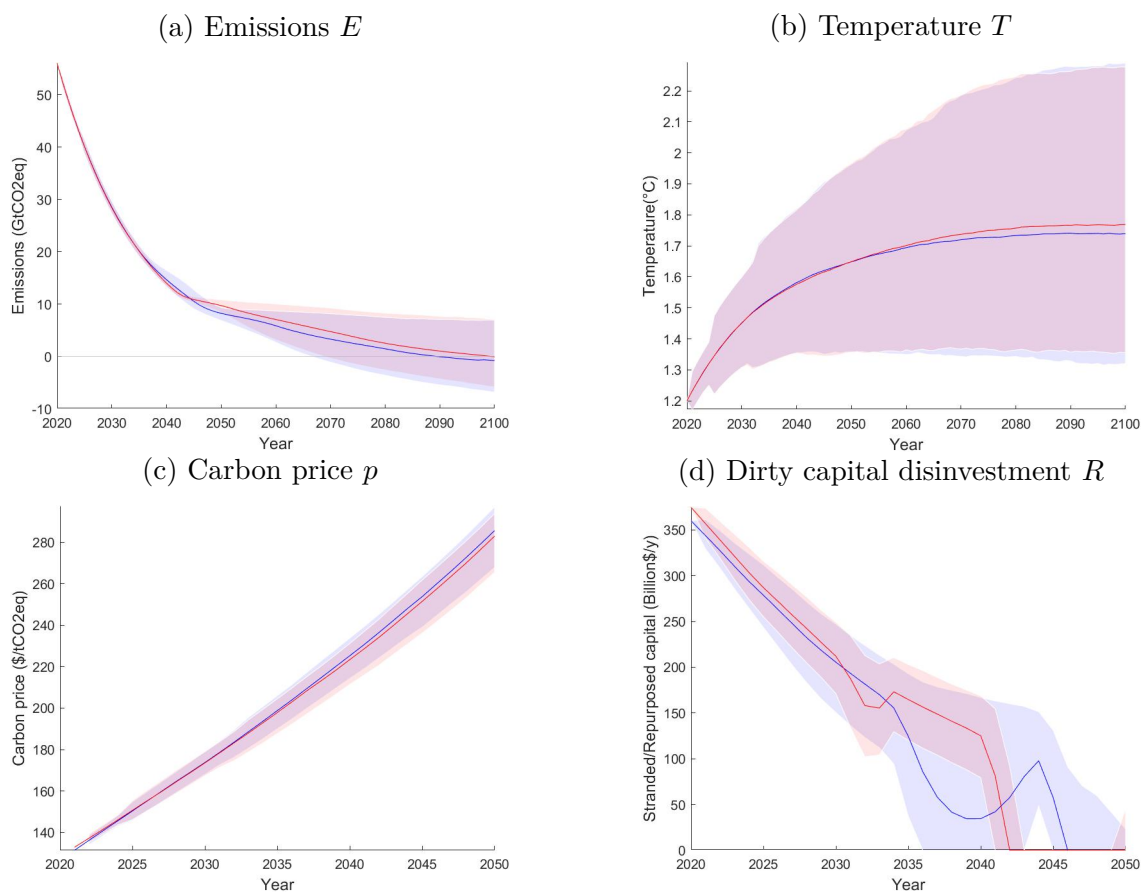 (a) Emissions E
(b) Temperature T
Emissions (GtCO2eq)
50
40
30
20
10
0
-10
2020 2030 2040 2050 2060 2070 2080 2090 2100
Year
Temperature(°C)
2.2
2.1
2
1.9
1.8
1.7
1.6
1.5
1.4
1.3
1.2
2020 2030 2040 2050 2060 2070 2080 2090 2100
Year
(c) Carbon price p
(d) Dirty capital disinvestment R
Carbon price ($/tCO2eq)
280
260
240
220
200
180
160
140
2020 2025 2030 2035 2040 2045 2050
Year
Stranded/Repurposed capital (Billion$/y)
350
300
250
200
150
100
50
0
2020 2025 2030 2035 2040 2045 2050
Year